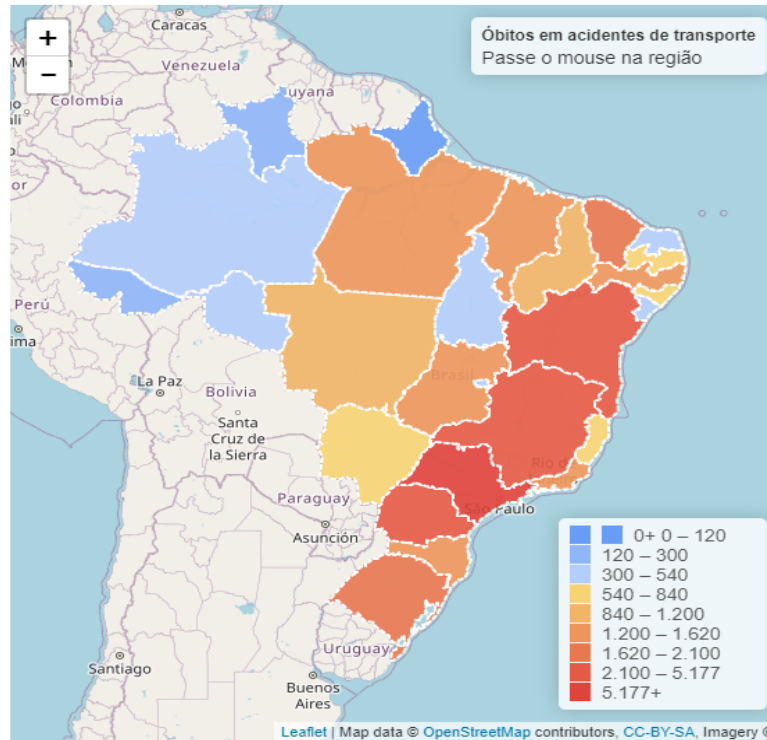 +
−
Óbitos em acidentes de transporte
Passe o mouse na região
Caracas
Venezuela
uyana
Colombia
ali
or
Perú
ima
La Paz
Bolivia
Santa
Cruz de
la Sierra
Brasil
Rio d
São Paulo
Paraguay
Asunción
Uruguay
Santiago
Buenos
Aires
0+ 0 – 120
120 – 300
300 – 540
540 – 840
840 – 1.200
1.200 – 1.620
1.620 – 2.100
2.100 – 5.177
5.177+
Leaflet | Map data © OpenStreetMap contributors, CC-BY-SA, Imagery ©